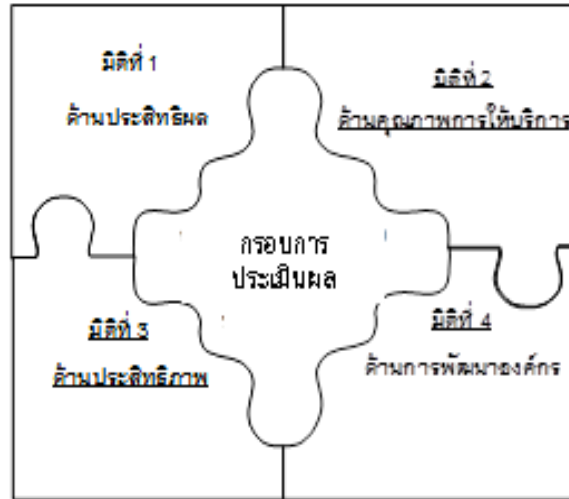 มิติที่ 1
ด้านประสิทธิผล
มิติที่ 2
ด้านคุณภาพการให้บริการ
กรอบการ
ประเมินผล
มิติที่ 3
ด้านประสิทธิภาพ
มิติที่ 4
ด้านการพัฒนาองค์กร